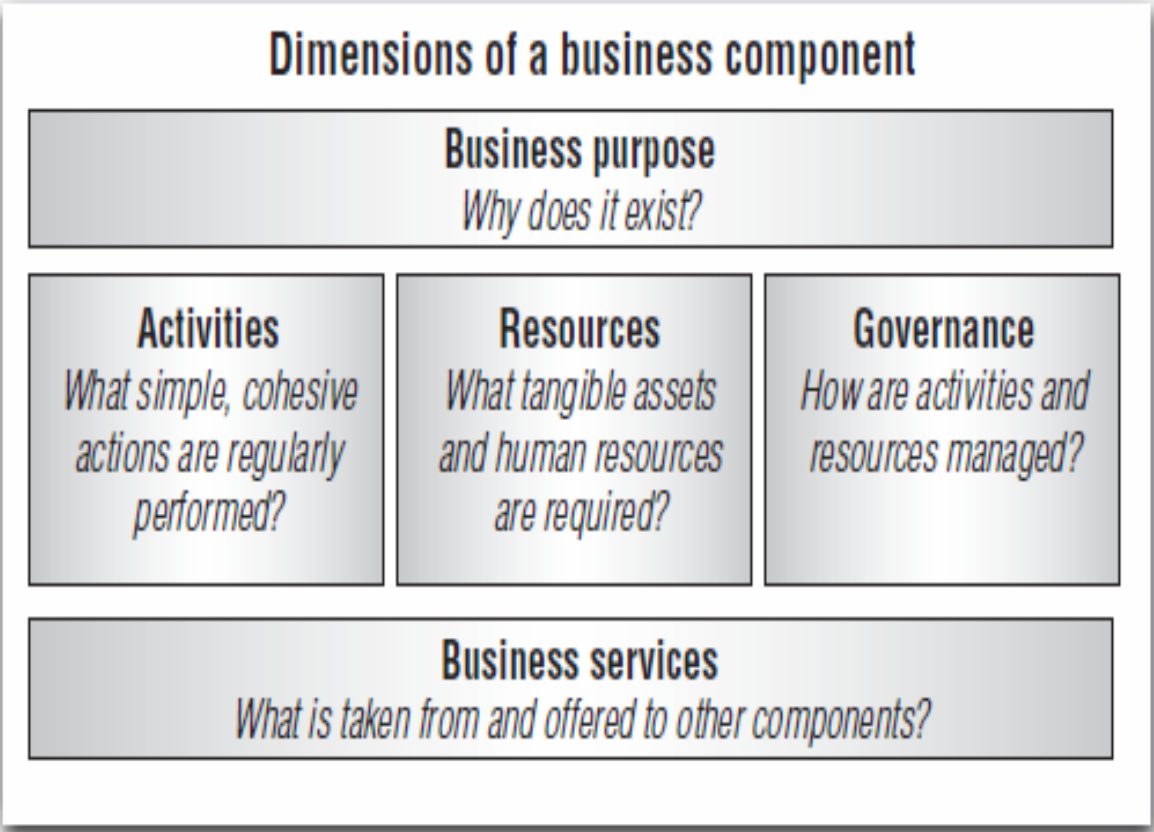 Dimensions of a business component
Business purpose
Why does it exist?
Activities
What simple, cohesive
actions are regularly
performed?
Resources
What tangible assets
and human resources
are required?
Governance
How are activities and
resources managed?
Business services
What is taken from and offered to other components?